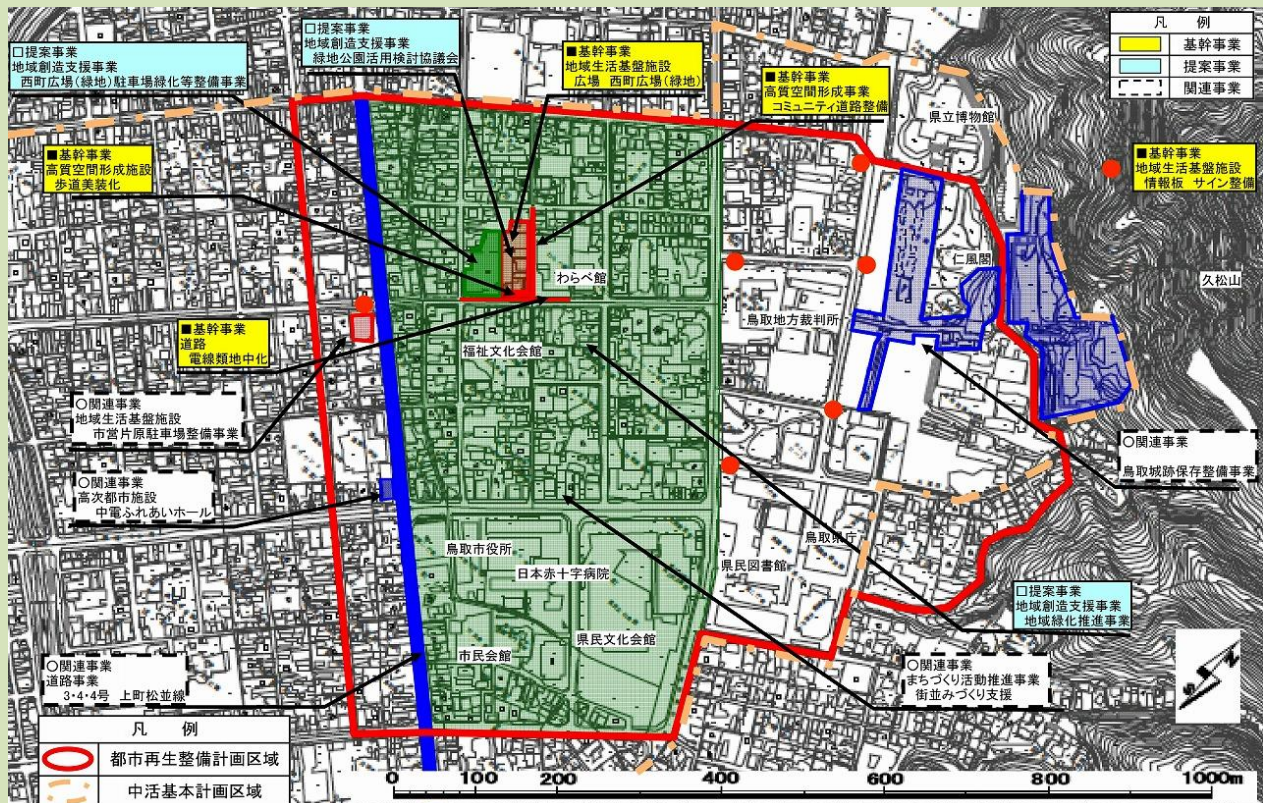 □提案事業
地域創造支援事業
西町広場(緑地)駐車場緑化等整備事業
□提案事業
地域創造支援事業
緑地公園活用検討協議会
■基幹事業
地域生活基盤施設
広場 西町広場(緑地)
■基幹事業
高質空間形成事業
コミュニティ道路整備
凡 例
基幹事業
提案事業
関連事業
県立博物館
■基幹事業
地域生活基盤施設
情報板 サイン整備
■基幹事業
高質空間形成施設
歩道美装化
わらべ館
仁風閣
久松山
鳥取地方裁判所
■基幹事業
道路
電線類地中化
福祉文化会館
○関連事業
地域生活基盤施設
市営片原駐車場整備事業
○関連事業
鳥取城跡保存整備事業
○関連事業
高次都市施設
中電ふれあいホール
鳥取市役所
日本赤十字病院
県民図書館
鳥取県庁
□提案事業
地域創造支援事業
地域緑化推進事業
県民文化会館
市民会館
○関連事業
道路事業
3・4・4号 上町松並線
○関連事業
まちづくり活動推進事業
街並みづくり支援
N
S
凡 例
都市再生整備計画区域
中活基本計画区域
0 100 200 400 600 800 1000m